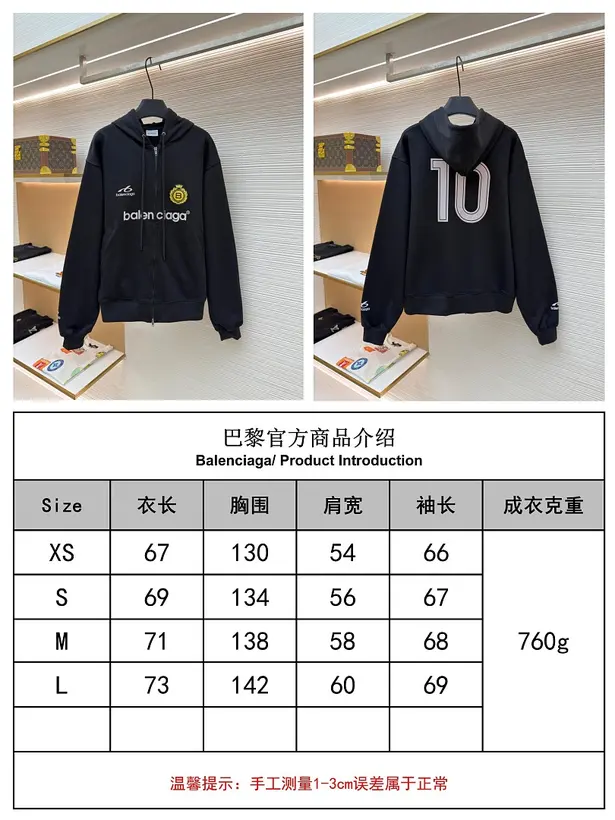 balenciaga
balenciaga
10
巴黎官方商品介绍
Balenciaga/ Product Introduction
Size 衣长 胸围 肩宽 袖长 成衣克重
XS 67 130 54 66
S 69 134 56 67
760g
M 71 138 58 68
L 73 142 60 69
温馨提示：手工测量1-3cm误差属于正常